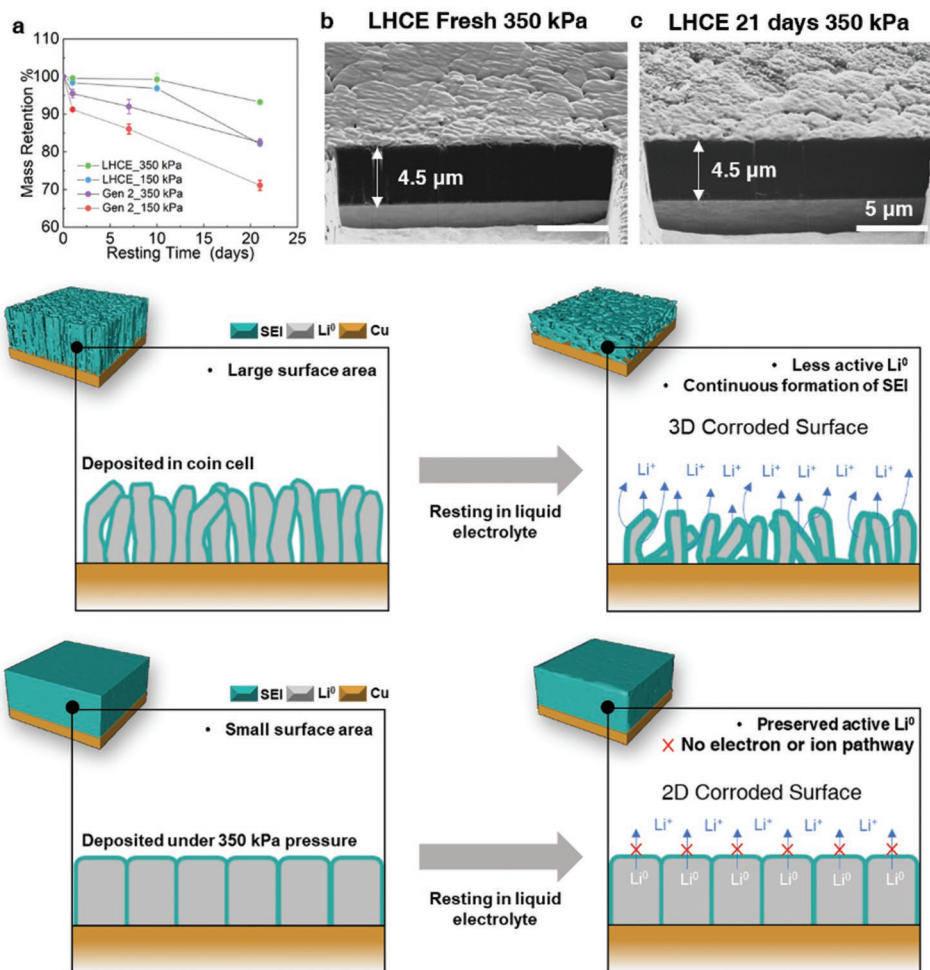 a
110
100
90
80
70
60
Mass Retention %
LHCE_350 kPa
LHCE_150 kPa
Gen 2_350 kPa
Gen 2_150 kPa
0 5 10 15 20 25
Resting Time (days)
b LHCE Fresh 350 kPa
4.5 µm
c LHCE 21 days 350 kPa
4.5 µm
5 µm
SEI Li⁰ Cu
• Large surface area
Deposited in coin cell
Resting in liquid
electrolyte
• Less active Li⁰
• Continuous formation of SEI
3D Corroded Surface
Li⁺ Li⁺ Li⁺ Li⁺ Li⁺ Li⁺
SEI Li⁰ Cu
• Small surface area
Deposited under 350 kPa pressure
Resting in liquid
electrolyte
• Preserved active Li⁰
✕ No electron or ion pathway
2D Corroded Surface
Li⁺ Li⁺ Li⁺ Li⁺ Li⁺
Li⁰ Li⁰ Li⁰ Li⁰ Li⁰ Li⁰